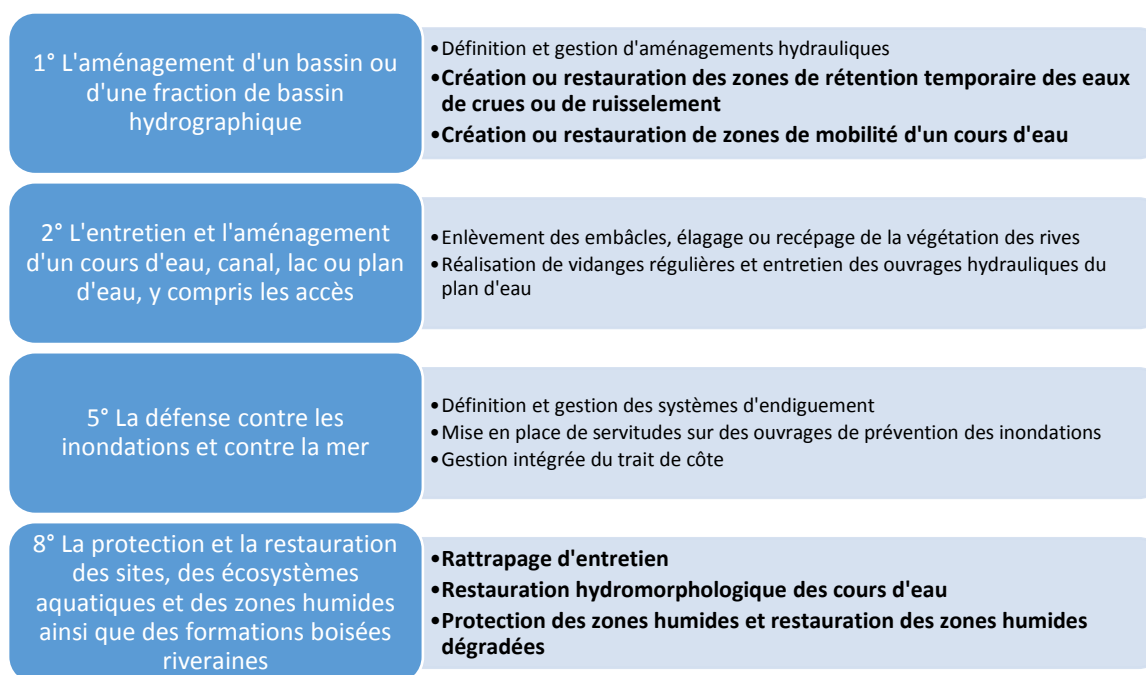 1° L'aménagement d'un bassin ou
d'une fraction de bassin
hydrographique
•Définition et gestion d'aménagements hydrauliques
•Création ou restauration des zones de rétention temporaire des eaux
de crues ou de ruisselement
•Création ou restauration de zones de mobilité d'un cours d'eau
2° L'entretien et l'aménagement
d'un cours d'eau, canal, lac ou plan
d'eau, y compris les accès
•Enlèvement des embâcles, élagage ou recépage de la végétation des rives
•Réalisation de vidanges régulières et entretien des ouvrages hydrauliques du
plan d'eau
5° La défense contre les
inondations et contre la mer
•Définition et gestion des systèmes d'endiguement
•Mise en place de servitudes sur des ouvrages de prévention des inondations
•Gestion intégrée du trait de côte
8° La protection et la restauration
des sites, des écosystèmes
aquatiques et des zones humides
ainsi que des formations boisées
riveraines
•Rattrapage d'entretien
•Restauration hydromorphologique des cours d'eau
•Protection des zones humides et restauration des zones humides
dégradées